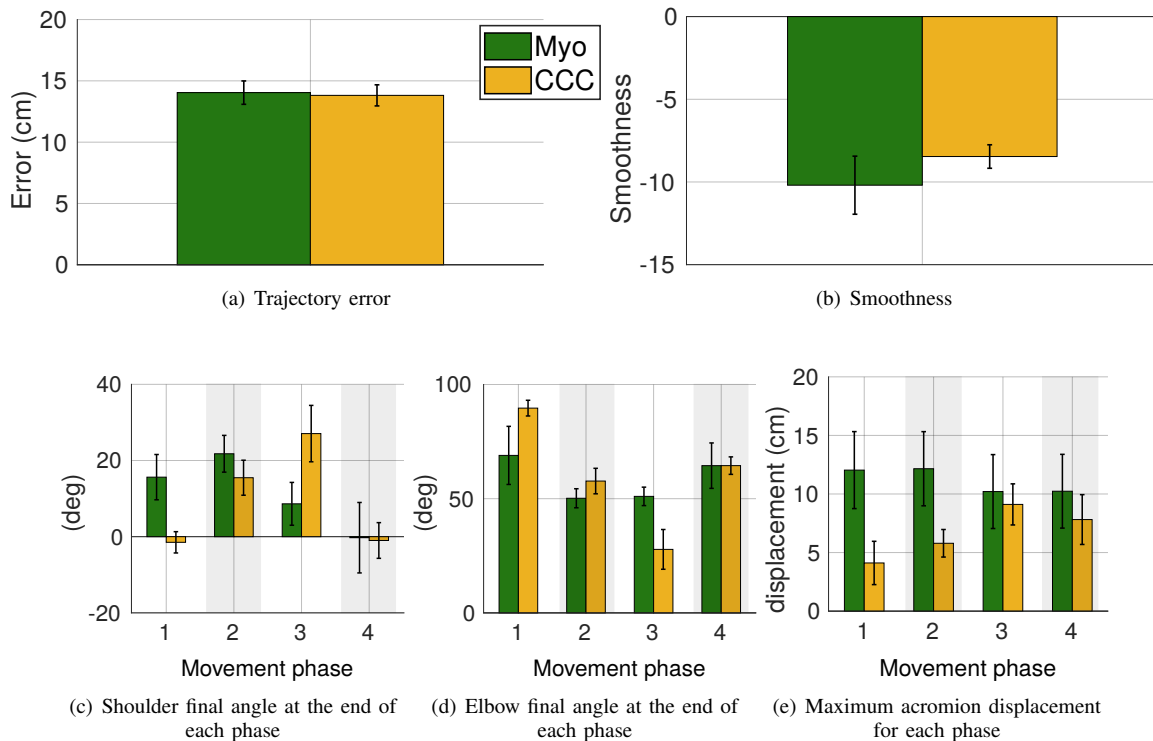 20
15
10
5
0
Error (cm)
Myo
CCC
(a) Trajectory error
0
-5
-10
-15
Smoothness
(b) Smoothness
40
20
0
-20
(deg)
1 2 3 4
Movement phase
(c) Shoulder final angle at the end of
each phase
100
50
0
(deg)
1 2 3 4
Movement phase
(d) Elbow final angle at the end of
each phase
20
15
10
5
0
displacement (cm)
1 2 3 4
Movement phase
(e) Maximum acromion displacement
for each phase